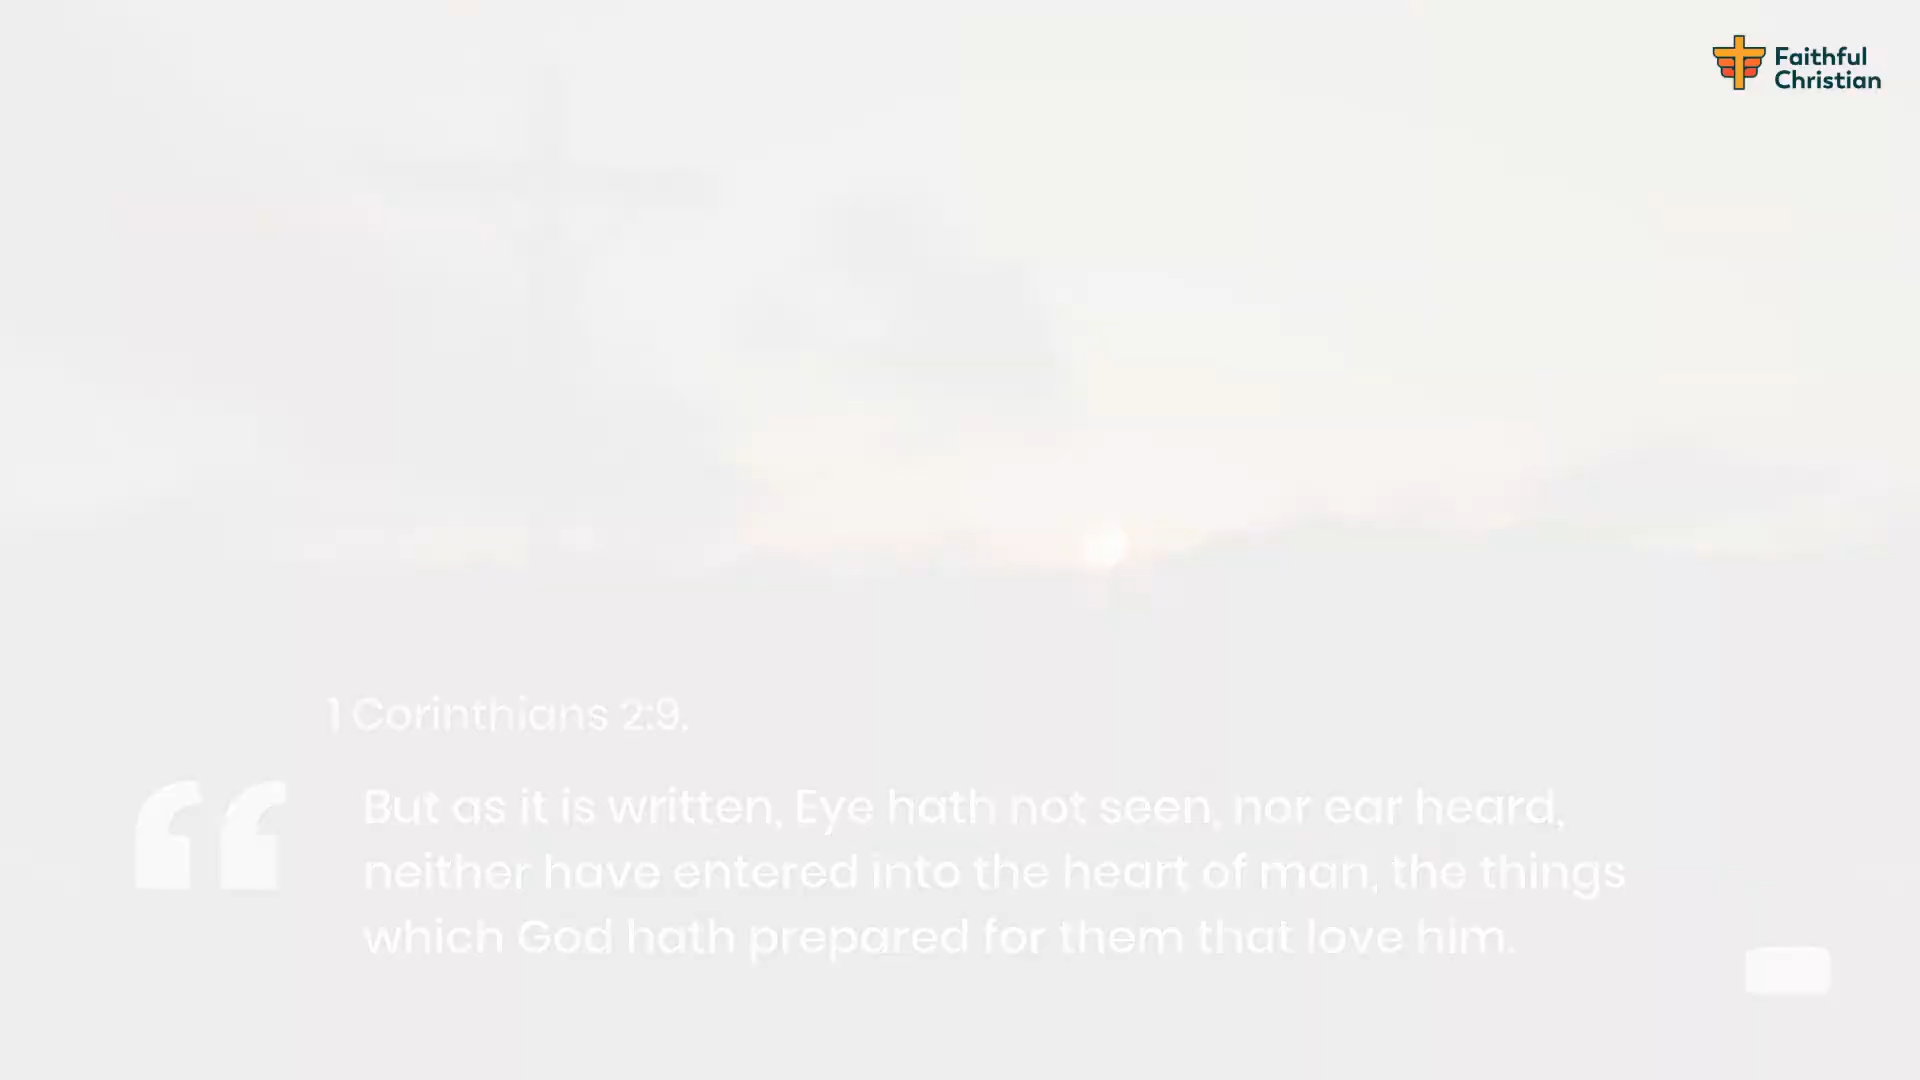 Faithful
Christian
1 Corinthians 2:9.
But as it is written, Eye hath not seen, nor ear heard,
neither have entered into the heart of man, the things
which God hath prepared for them that love him.